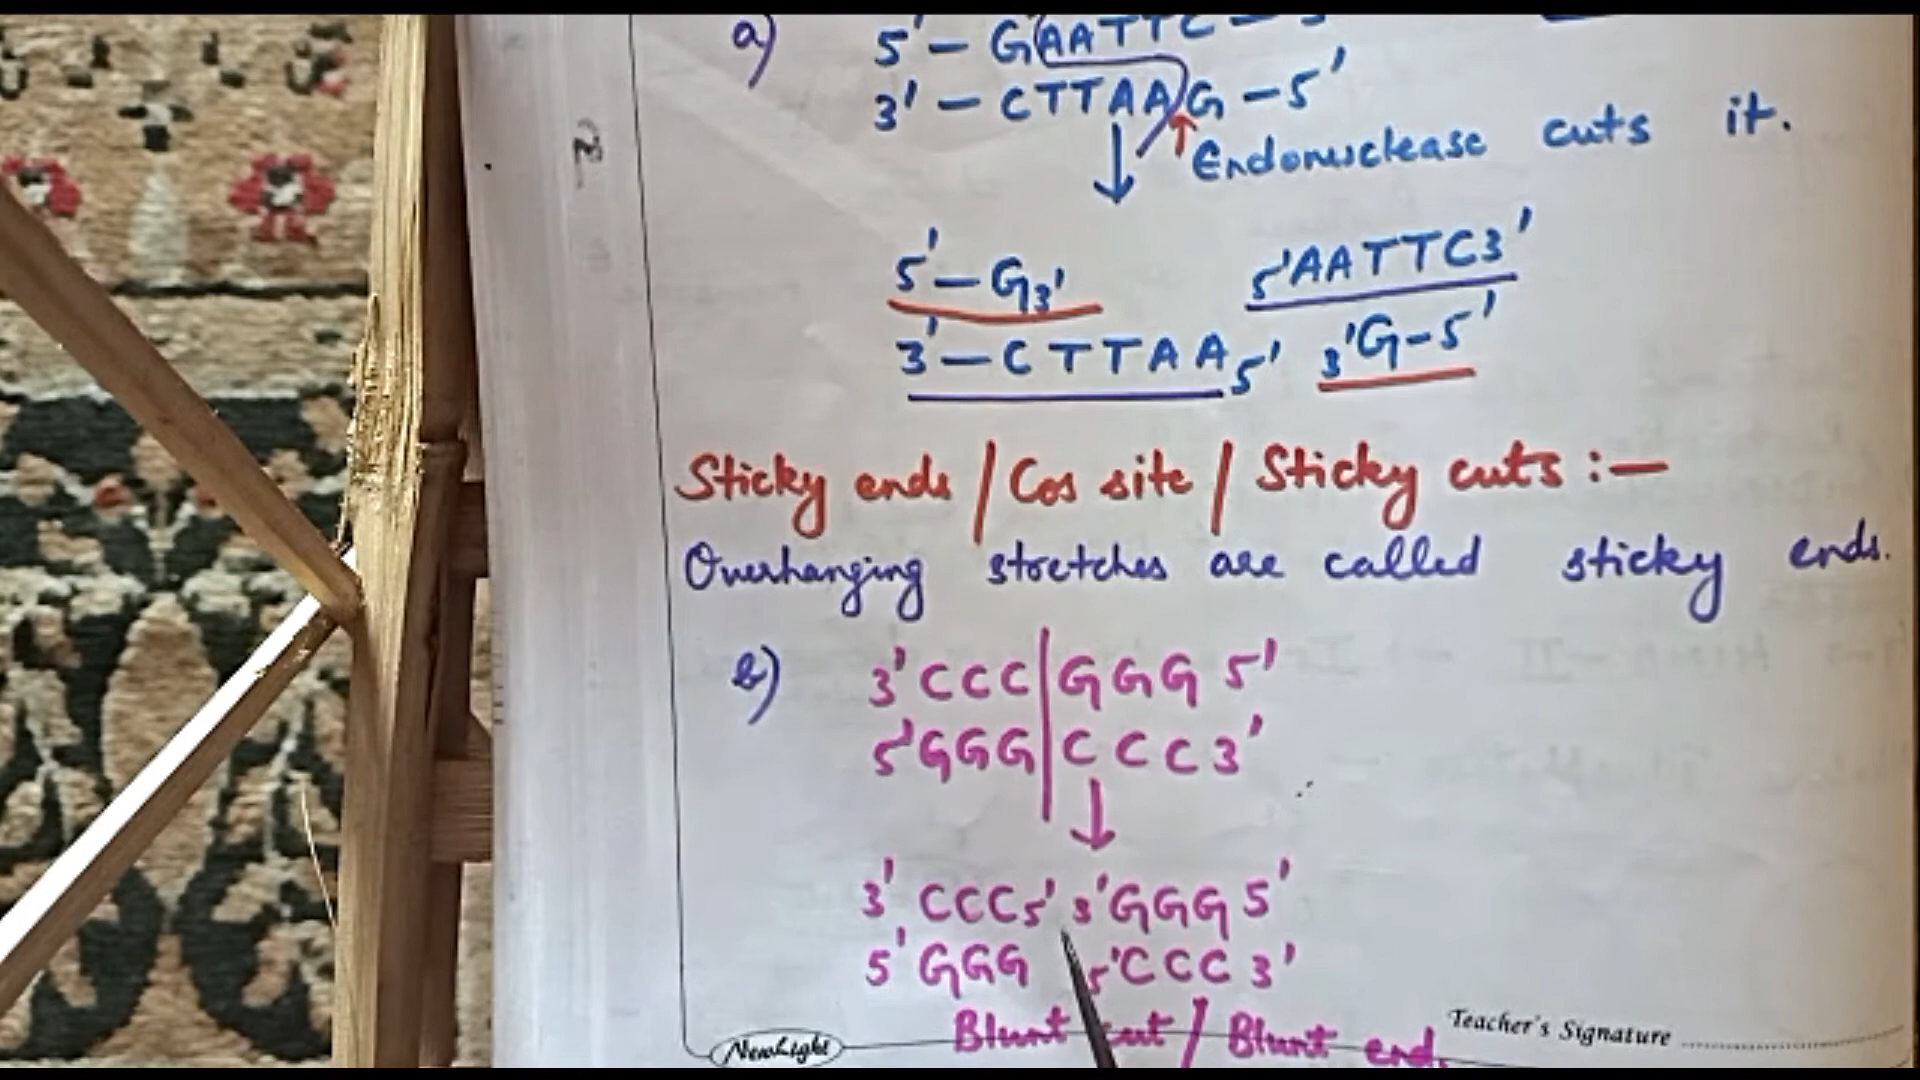 a) 5' - GAATTC - 5
3' - CTTAAG - 5'
Endonuclease cuts it.
5' - G3' 5'AATTC3'
3' - CTTAA5' 3'G-5'
Sticky ends / Cos site / Sticky cuts :-
Overhanging stretches are called sticky ends.
b) 3'CCC|GGG 5'
5'GGG|CCC 3'
3' CCC5' 3'GGG 5'
5' GGG 5'CCC 3'
Blunt cut / Blunt end.
Teacher's Signature
NewLight